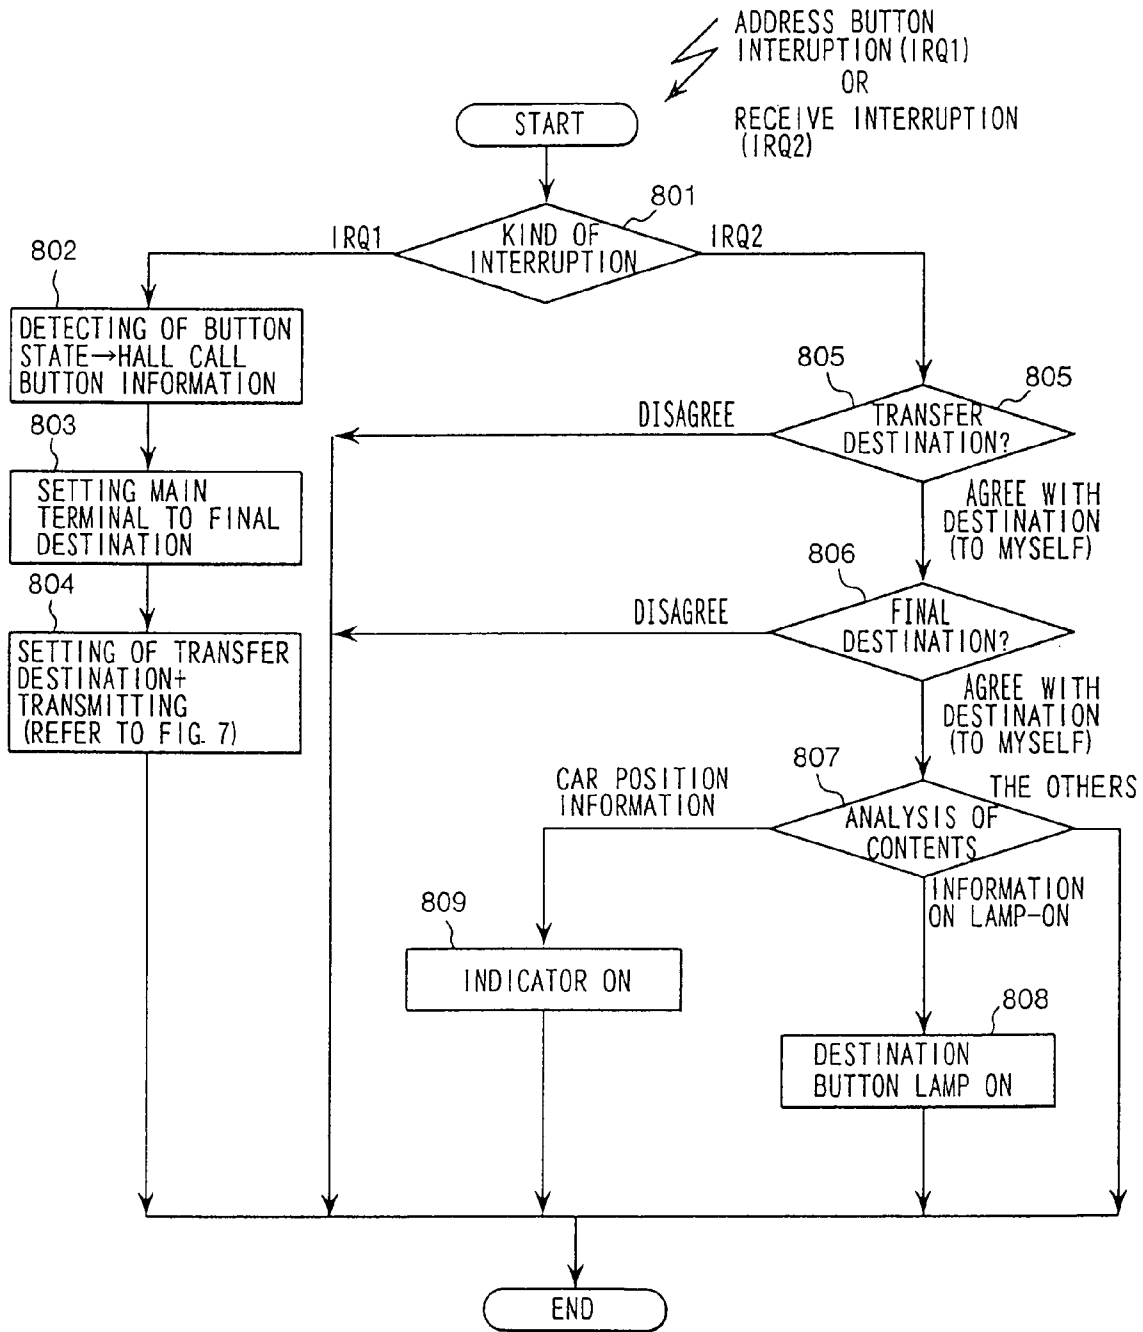 ADDRESS BUTTON
INTERUPTION (IRQ1)
OR
RECEIVE INTERRUPTION
(IRQ2)
START
801
KIND OF
INTERRUPTION
IRQ1
IRQ2
802
DETECTING OF BUTTON
STATE→HALL CALL
BUTTON INFORMATION
803
SETTING MAIN
TERMINAL TO FINAL
DESTINATION
804
SETTING OF TRANSFER
DESTINATION+
TRANSMITTING
(REFER TO FIG. 7)
805
805
TRANSFER
DESTINATION?
DISAGREE
AGREE WITH
DESTINATION
(TO MYSELF)
806
FINAL
DESTINATION?
DISAGREE
AGREE WITH
DESTINATION
(TO MYSELF)
807
THE OTHERS
CAR POSITION
INFORMATION
ANALYSIS OF
CONTENTS
INFORMATION
ON LAMP-ON
809
INDICATOR ON
808
DESTINATION
BUTTON LAMP ON
END